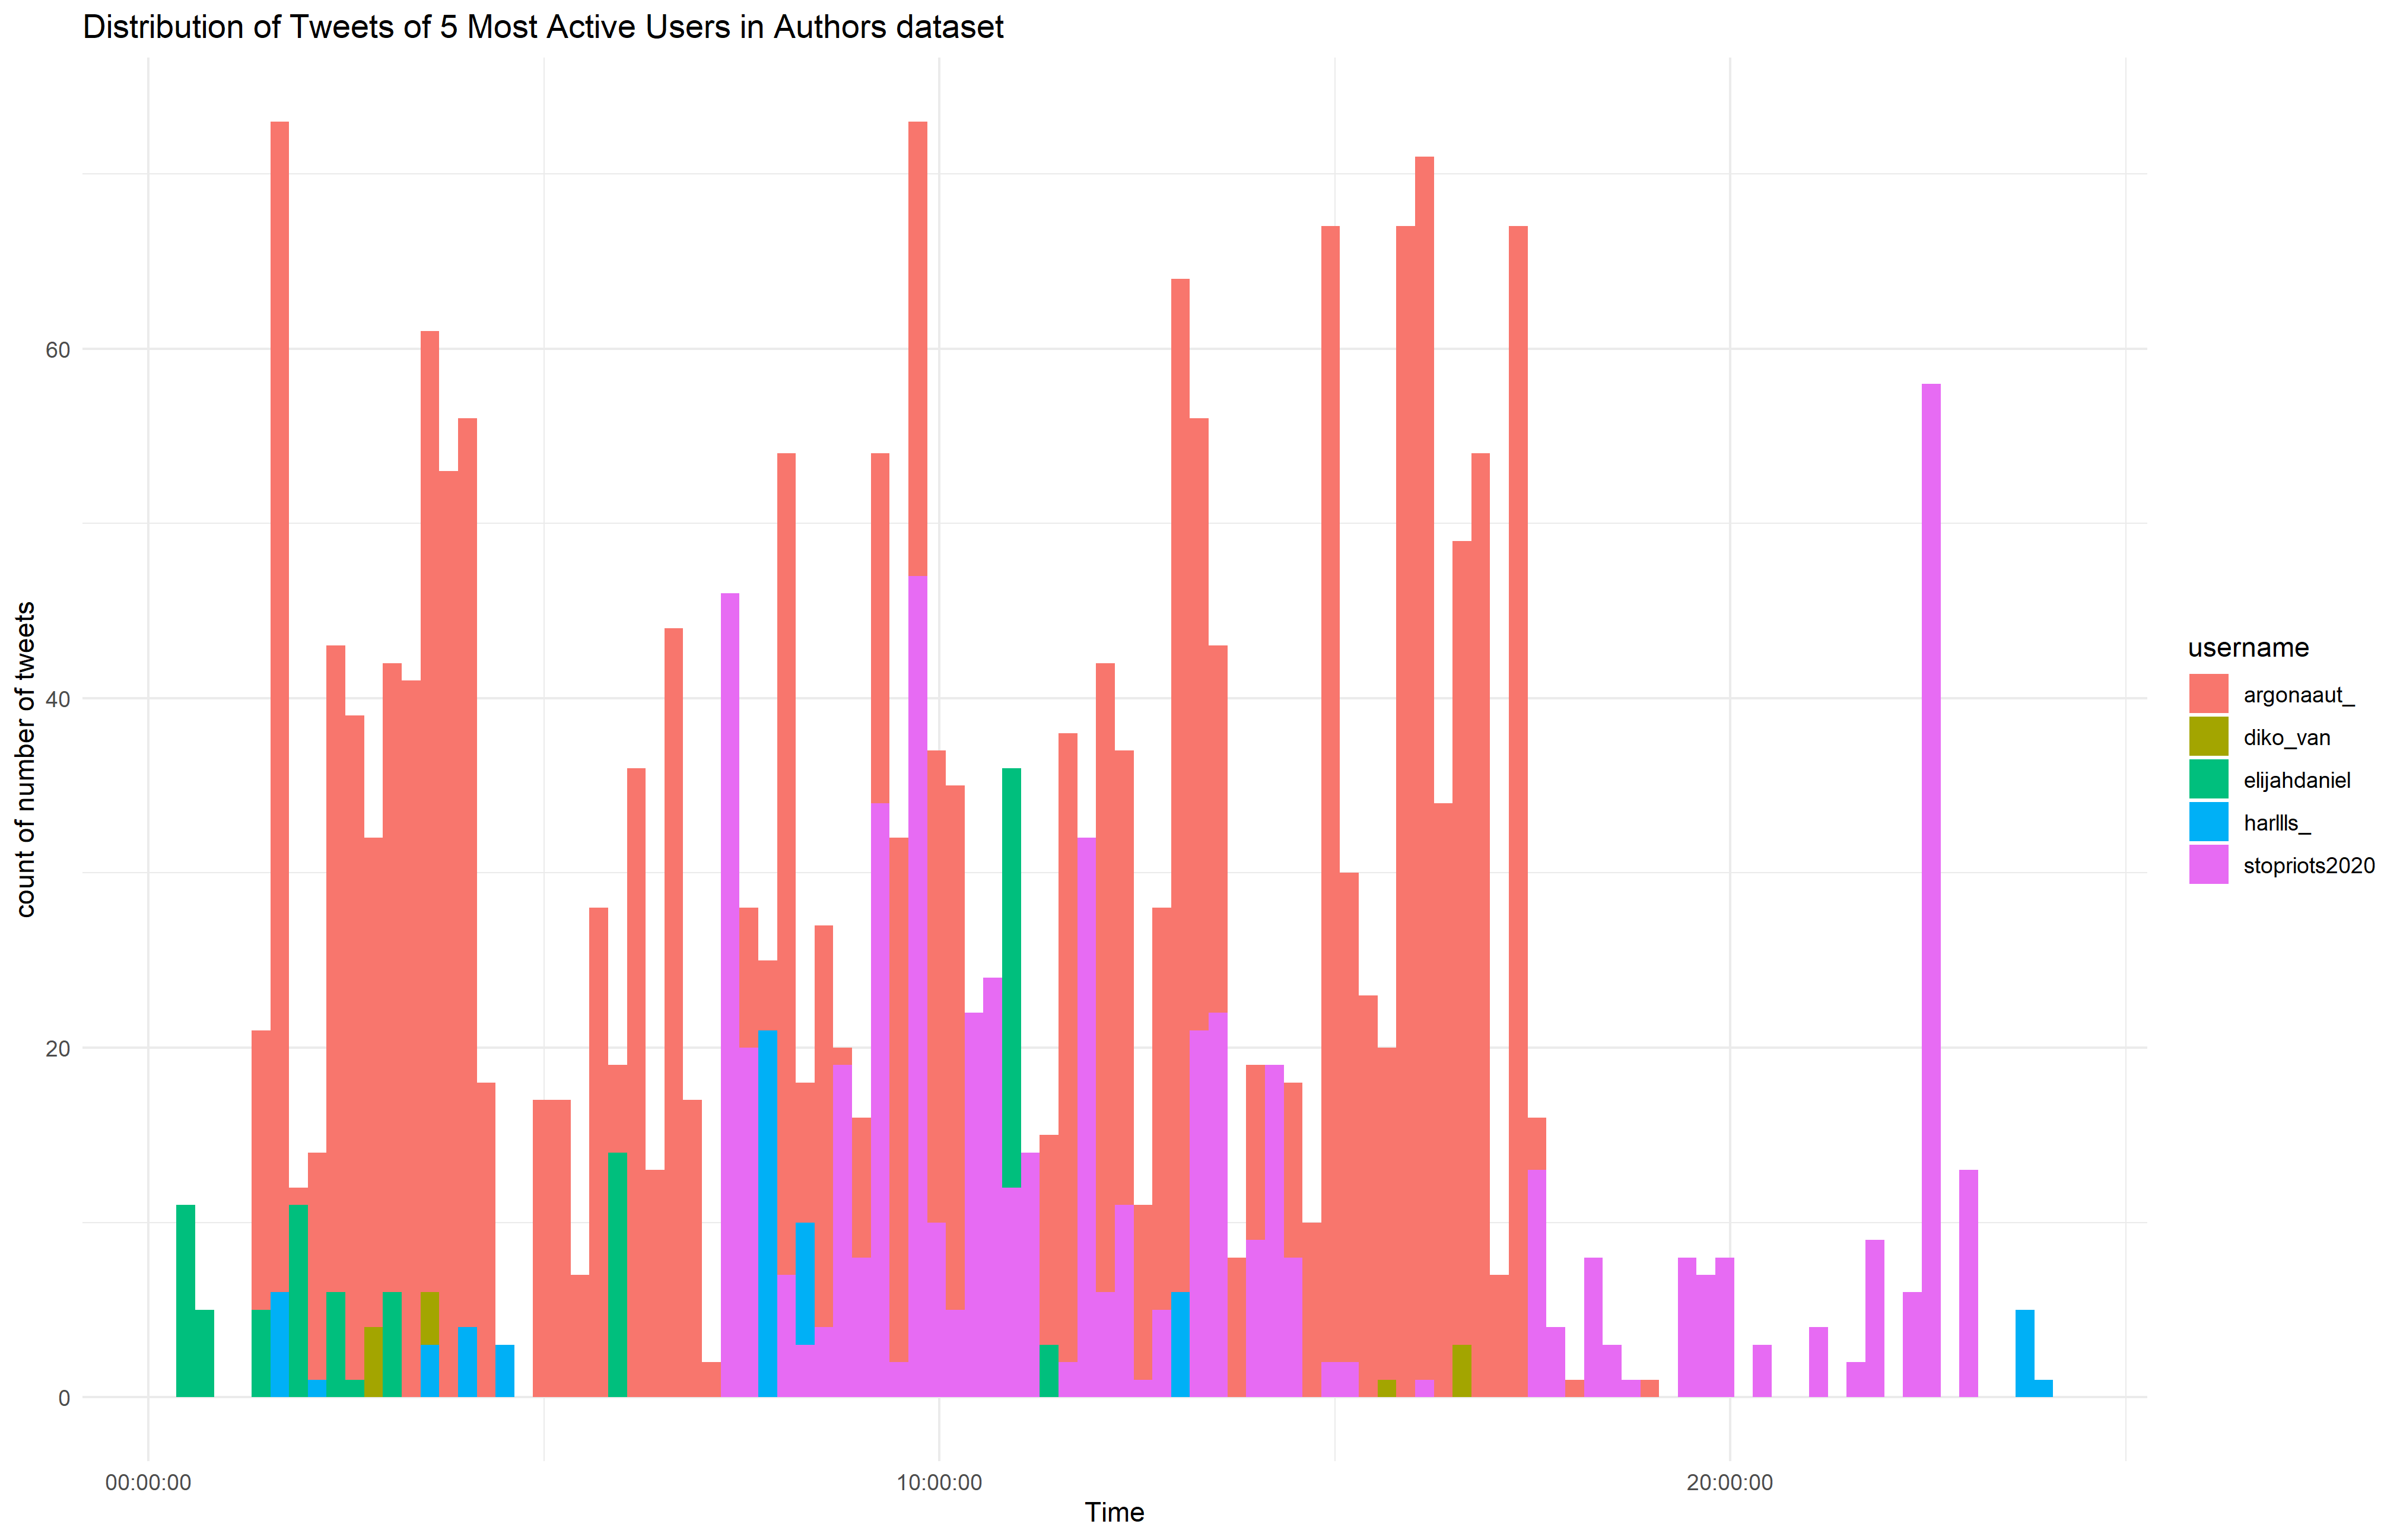 Distribution of Tweets of 5 Most Active Users in Authors dataset
count of number of tweets
60
40
20
0
00:00:00
10:00:00
20:00:00
Time
username
argonaaut_
diko_van
elijahdaniel
harllls_
stopriots2020